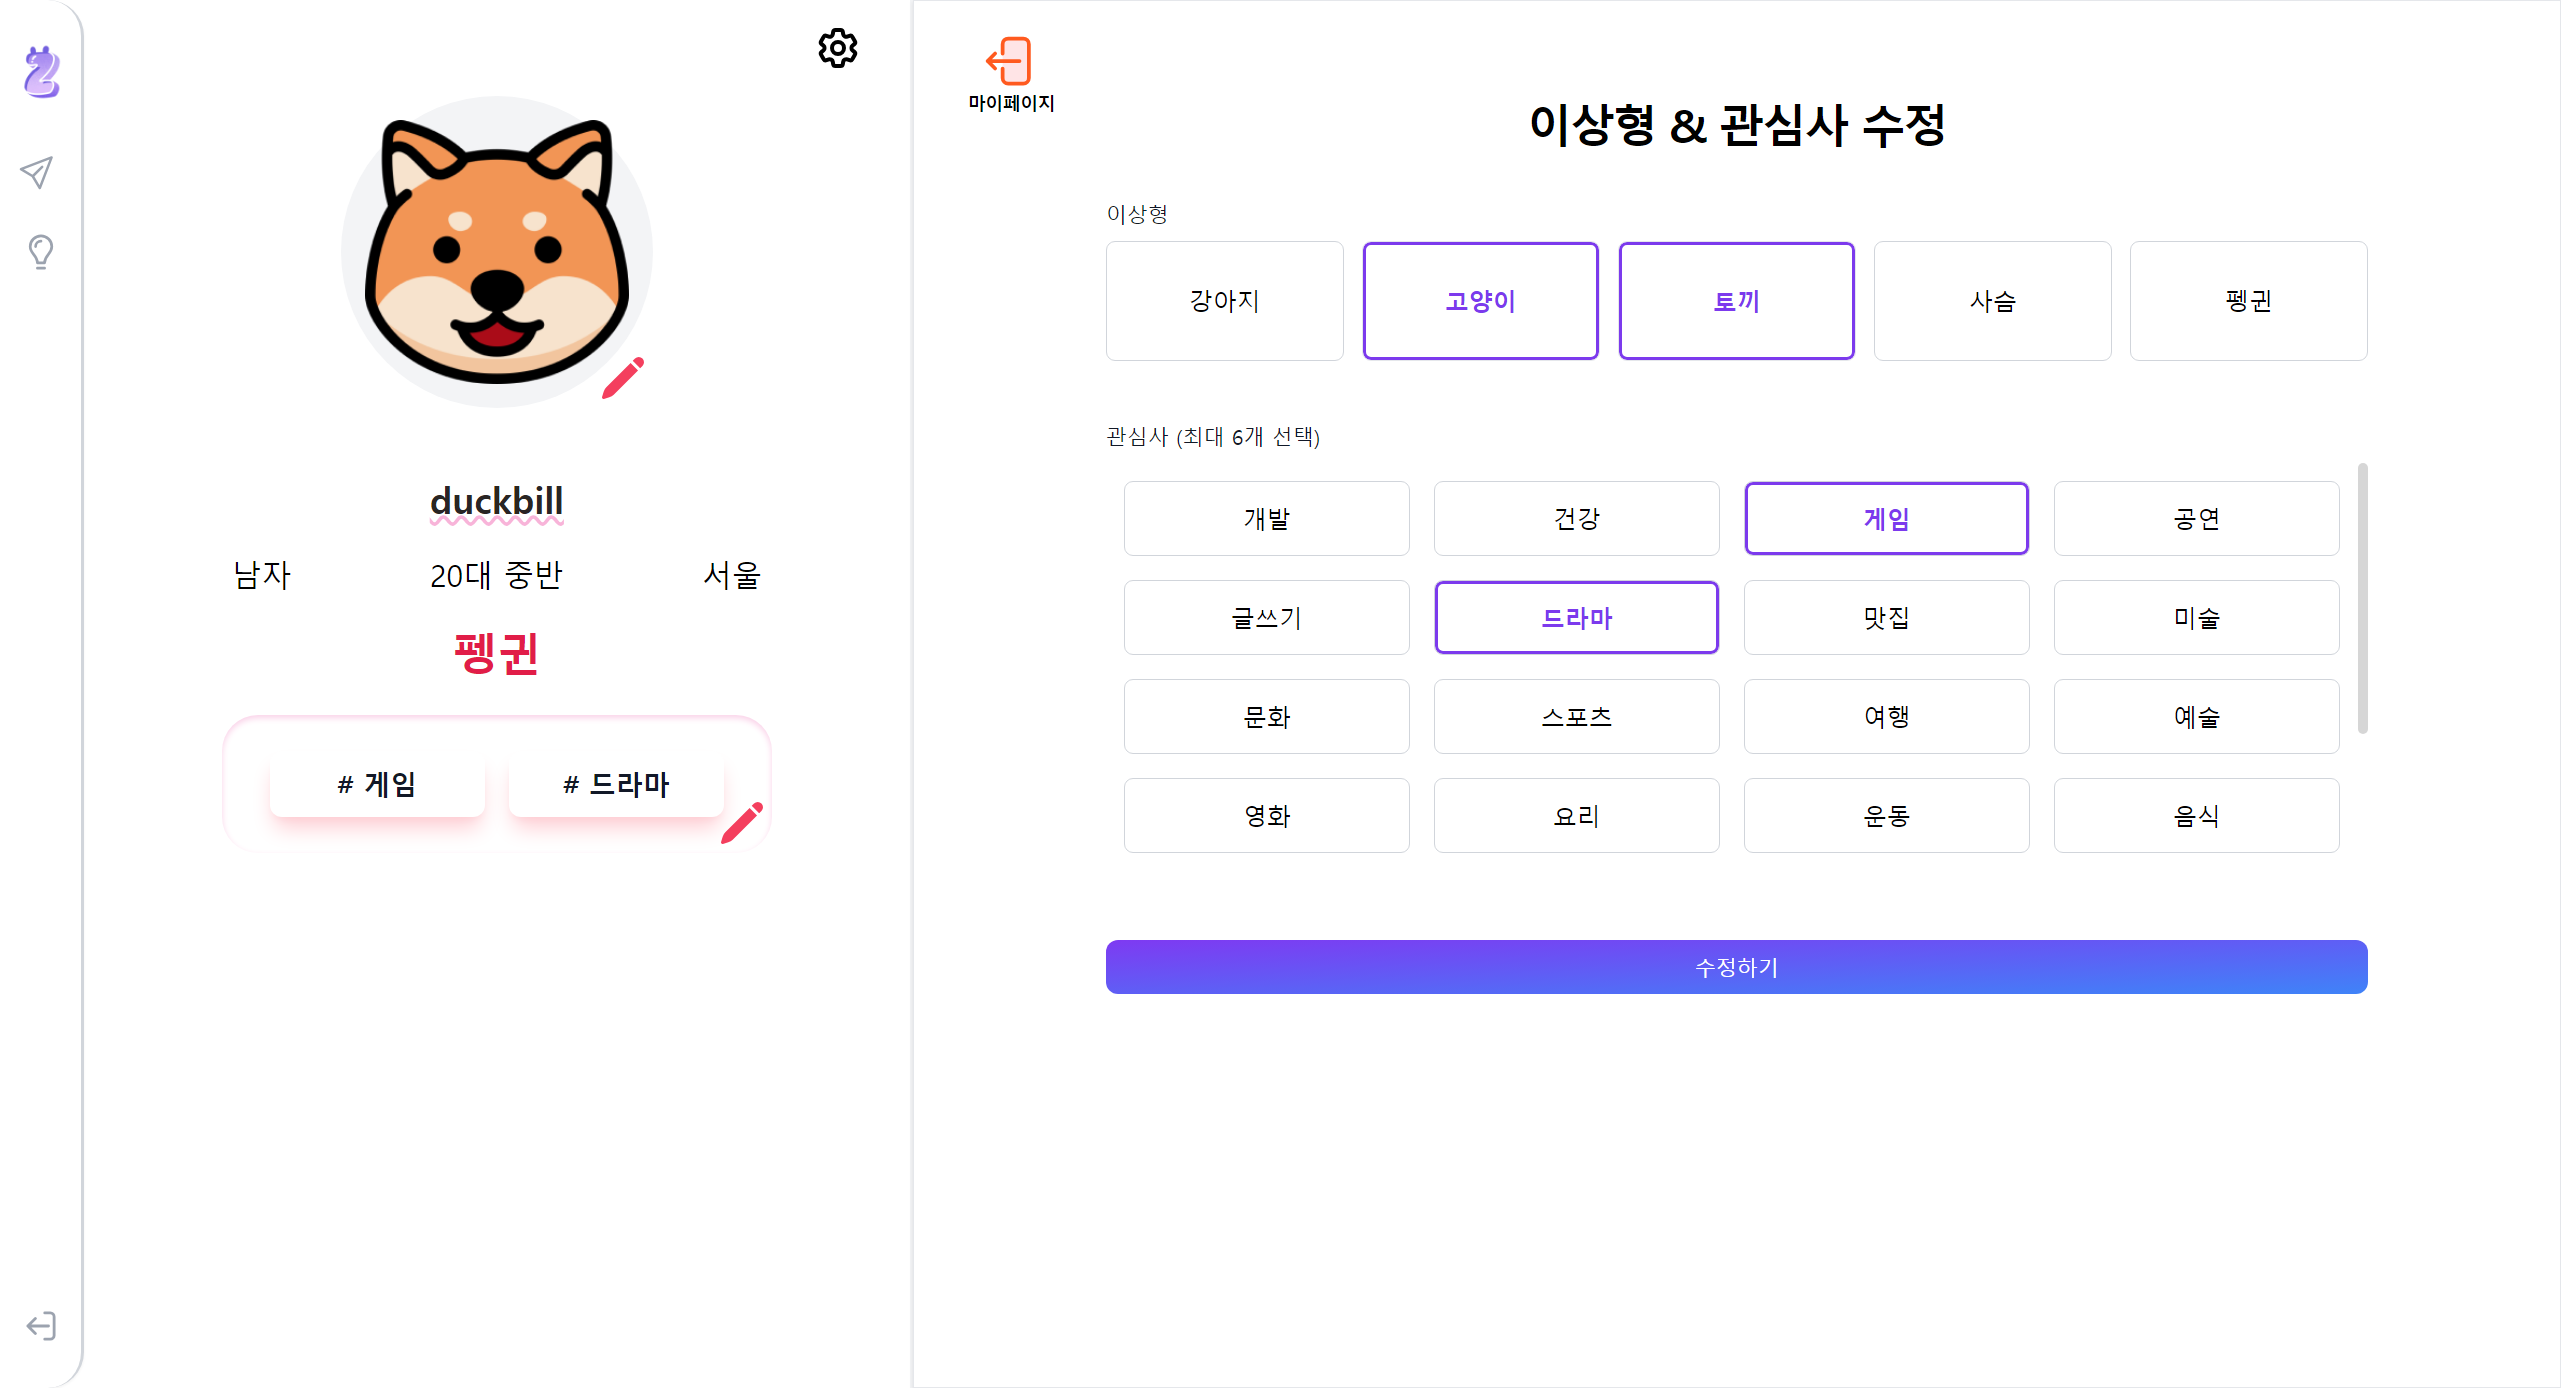 duckbill
남자 20대 중반 서울
펭귄
# 게임 # 드라마
마이페이지
이상형 & 관심사 수정
이상형
강아지 고양이 토끼 사슴 펭귄
관심사 (최대 6개 선택)
개발 건강 게임 공연
글쓰기 드라마 맛집 미술
문화 스포츠 여행 예술
영화 요리 운동 음식
수정하기